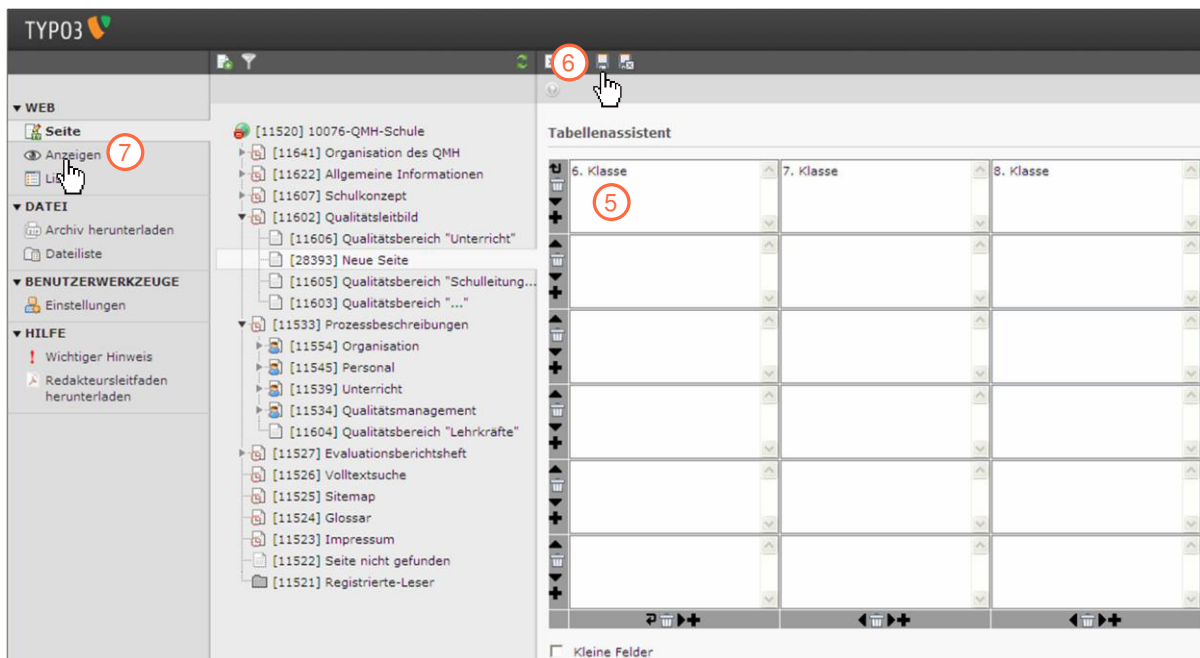 TYPO3
6
WEB
Seite
Anzeigen
7
Li
DATEI
Archiv herunterladen
Dateiliste
BENUTZERWERKZEUGE
Einstellungen
HILFE
Wichtiger Hinweis
Redakteursleitfaden
herunterladen
[11520] 10076-QMH-Schule
[11641] Organisation des QMH
[11622] Allgemeine Informationen
[11607] Schulkonzept
[11602] Qualitätsleitbild
[11606] Qualitätsbereich "Unterricht"
[28393] Neue Seite
[11605] Qualitätsbereich "Schulleitung...
[11603] Qualitätsbereich "..."
[11533] Prozessbeschreibungen
[11554] Organisation
[11545] Personal
[11539] Unterricht
[11534] Qualitätsmanagement
[11604] Qualitätsbereich "Lehrkräfte"
[11527] Evaluationsberichtsheft
[11526] Volltextsuche
[11525] Sitemap
[11524] Glossar
[11523] Impressum
[11522] Seite nicht gefunden
[11521] Registrierte-Leser
Tabellenassistent
6. Klasse 7. Klasse 8. Klasse
5
Kleine Felder